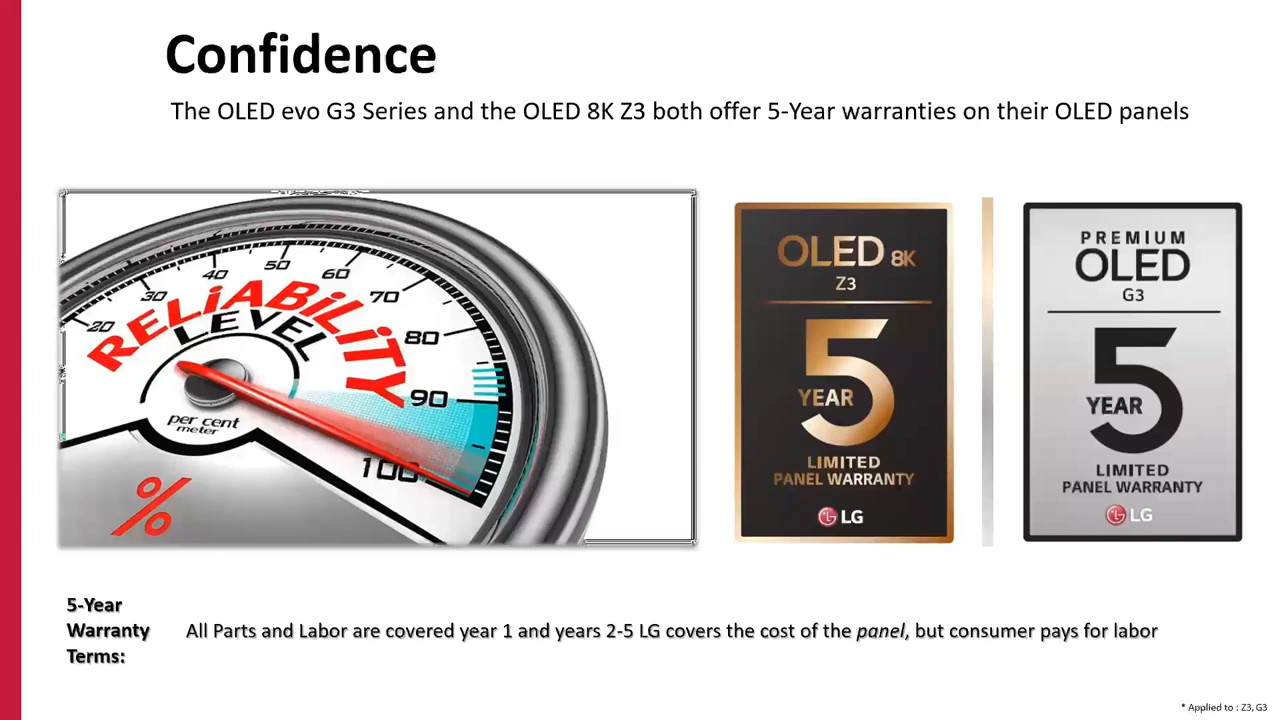 Confidence
The OLED evo G3 Series and the OLED 8K Z3 both offer 5-Year warranties on their OLED panels
20 30 40 50 60 70 80 90 100
RELiABiLiTY
LEVEL
per cent
meter
%
OLED 8K
Z3
5
YEAR
LIMITED
PANEL WARRANTY
LG
PREMIUM
OLED
G3
5
YEAR
LIMITED
PANEL WARRANTY
LG
5-Year
Warranty
Terms:
All Parts and Labor are covered year 1 and years 2-5 LG covers the cost of the panel, but consumer pays for labor
* Applied to : Z3, G3